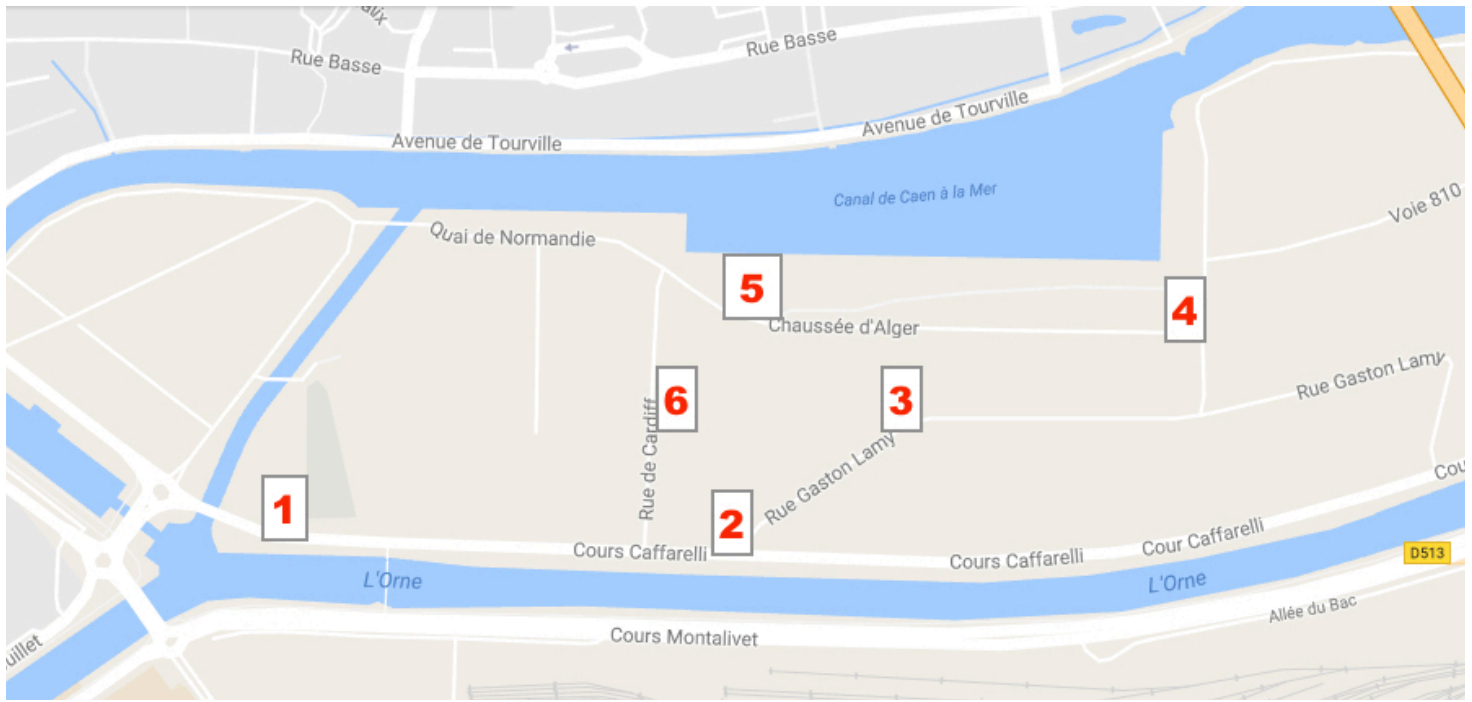 Rue Basse
Rue Basse
Avenue de Tourville
Avenue de Tourville
Canal de Caen à la Mer
Voie 810
Quai de Normandie
5
4
Chaussée d'Alger
Rue Gaston Lamy
6
3
Rue de Cardiff
Rue Gaston Lamy
1
2
Cours Caffarelli
Cours Caffarelli
Cour Caffarelli
Cou
D513
L'Orne
L'Orne
Allée du Bac
Cours Montalivet
uillet